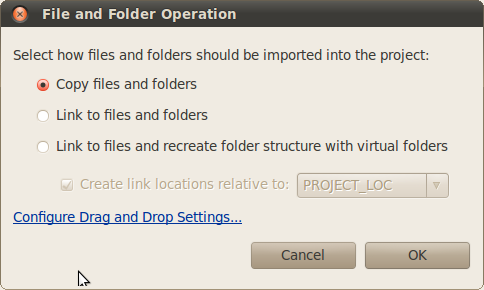 File and Folder Operation
Select how files and folders should be imported into the project:
Copy files and folders
Link to files and folders
Link to files and recreate folder structure with virtual folders
Create link locations relative to: PROJECT_LOC
Configure Drag and Drop Settings...
Cancel OK